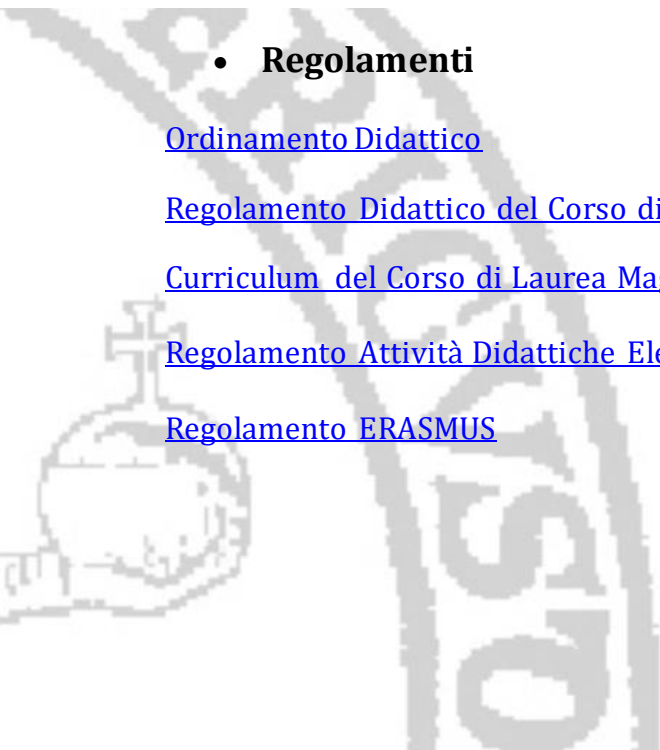 • Regolamenti
Ordinamento Didattico
Regolamento Didattico del Corso di
Curriculum del Corso di Laurea
Regolamento Attività Didattiche
Regolamento ERASMUS